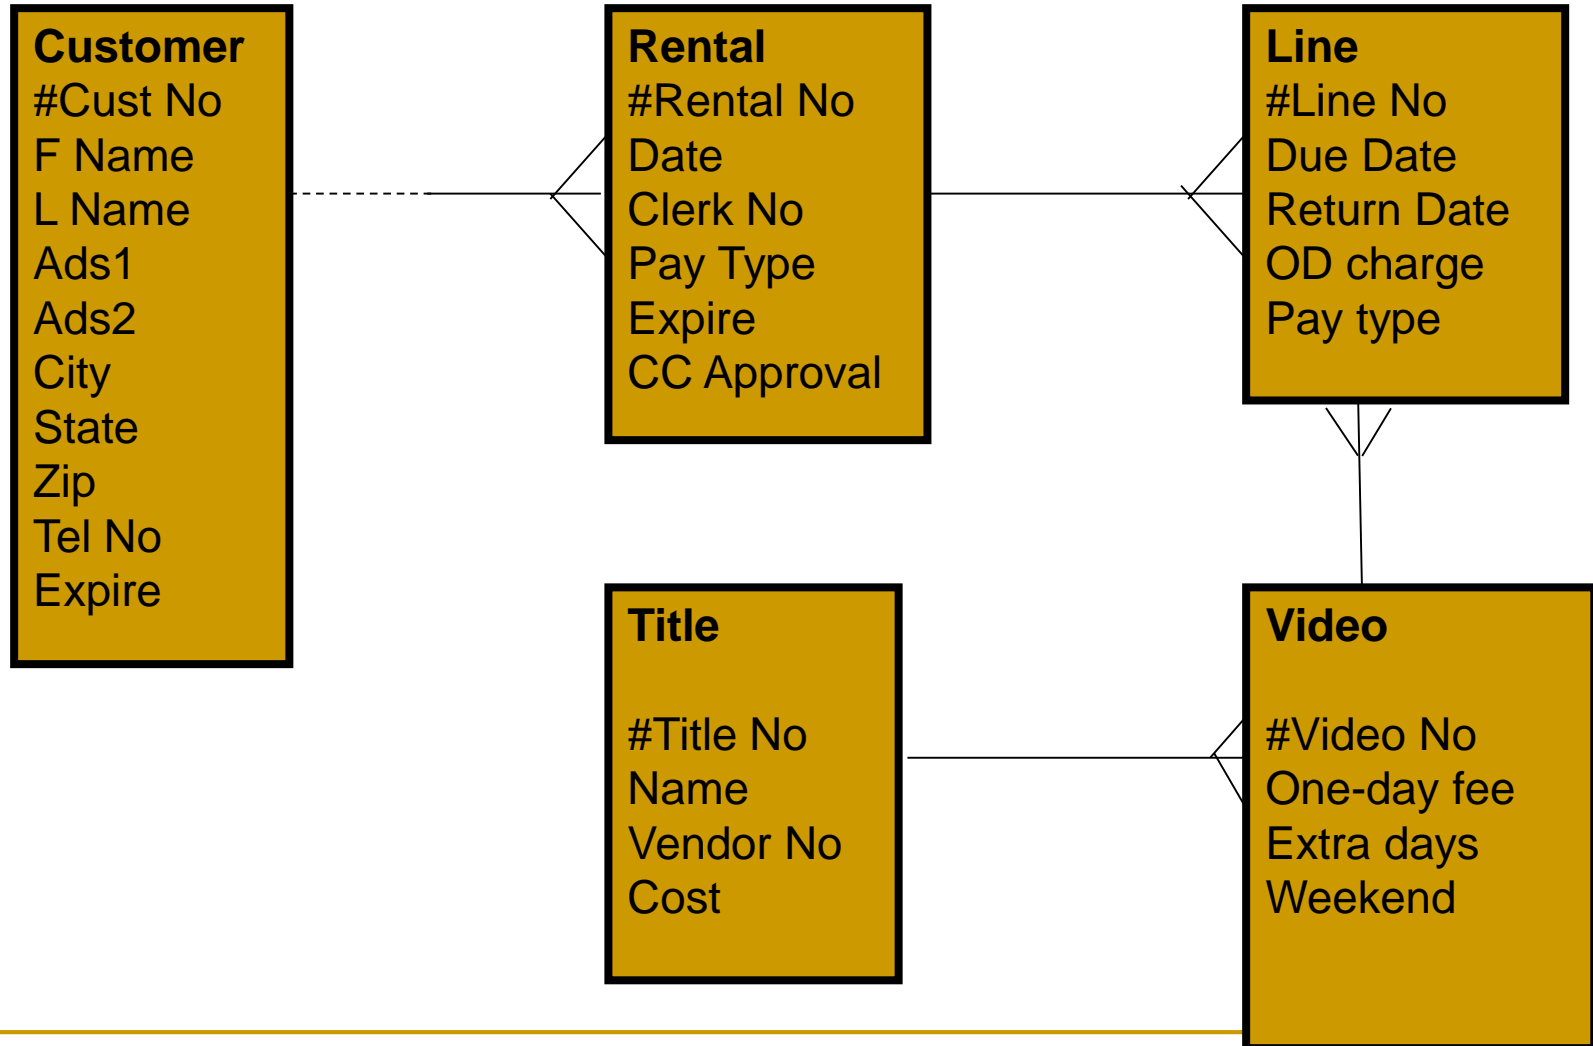 Customer
#Cust No
F Name
L Name
Ads1
Ads2
City
State
Zip
Tel No
Expire
Rental
#Rental No
Date
Clerk No
Pay Type
Expire
CC Approval
Line
#Line No
Due Date
Return Date
OD charge
Pay type
Title
#Title No
Name
Vendor No
Cost
Video
#Video No
One-day fee
Extra days
Weekend